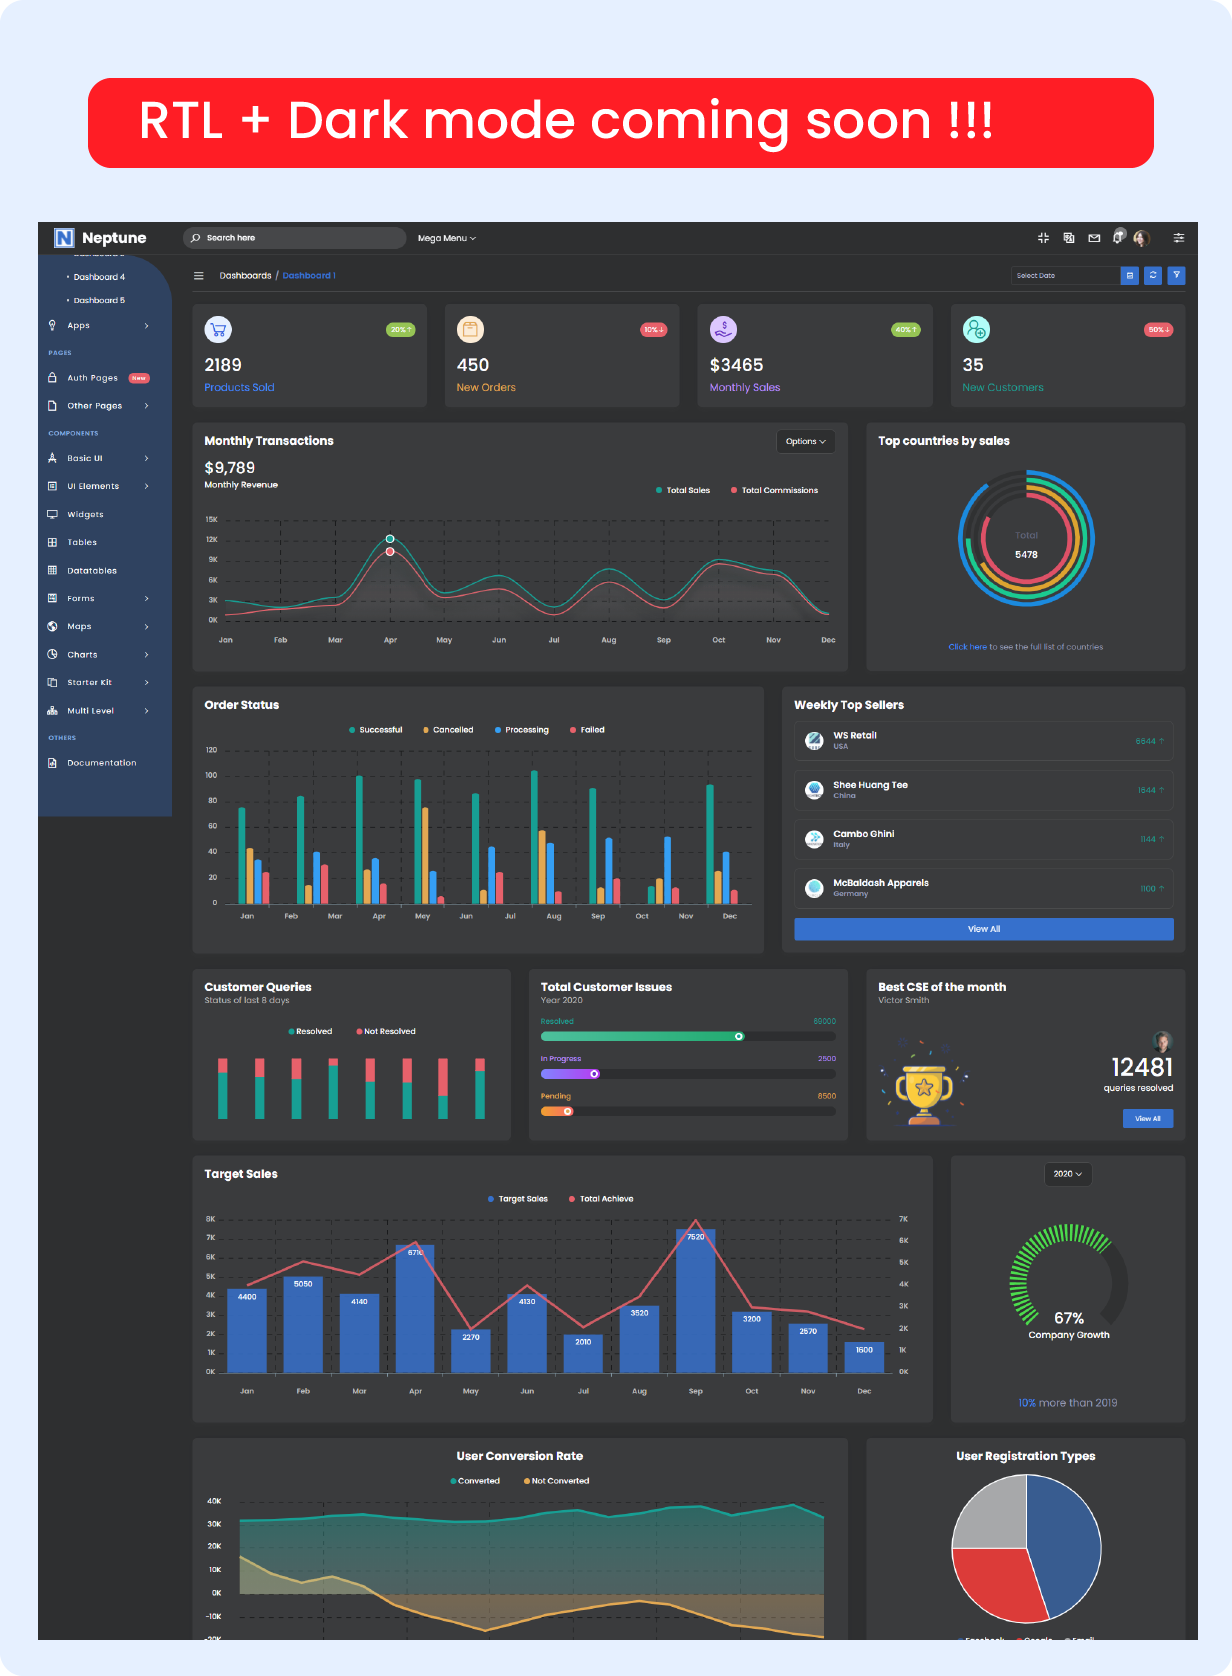 RTL + Dark mode coming soon !!!
Neptune
Search here
Mega Menu
Dashboard 4
Dashboard 5
Apps
PAGES
Auth Pages New
Other Pages
COMPONENTS
Basic UI
UI Elements
Widgets
Tables
Datatables
Forms
Maps
Charts
Starter Kit
Multi Level
OTHERS
Documentation
Dashboards / Dashboard 1
Select Date
20% ↑
2189
Products Sold
10% ↓
450
New Orders
40% ↑
$3465
Monthly Sales
50% ↓
35
New Customers
Monthly Transactions
Options
$9,789
Monthly Revenue
Total Sales Total Commissions
15K
12K
9K
6K
3K
0K
Jan Feb Mar Apr May Jun Jul Aug Sep Oct Nov Dec
Top countries by sales
Total
5478
Click here to see the full list of countries
Order Status
Successful Cancelled Processing Failed
120
100
80
60
40
20
0
Jan Feb Mar Apr Mey Jun Jul Aug Sep Oct Nov Dec
Weekly Top Sellers
WS Retail
USA
6644 ↑
Shee Huang Tee
China
1644 ↑
Cambo Ghini
Italy
1144 ↑
McBaldash Apparels
Germany
1100 ↑
View All
Customer Queries
Status of last 8 days
Resolved Not Resolved
Total Customer Issues
Year 2020
Resolved 69000
In Progress 2500
Pending 8500
Best CSE of the month
Victor Smith
12481
queries resolved
View All
Target Sales
Target Sales Total Achieve
8K
7K
6K
5K
4K
3K
2K
1K
0K
4400
5050
4140
6710
2270
4130
2010
3520
7520
3200
2570
1600
7K
6K
5K
4K
3K
2K
1K
0K
Jan Feb Mar Apr May Jun Jul Aug Sep Oct Nov Dec
2020
67%
Company Growth
10% more than 2019
User Conversion Rate
Converted Not Converted
40K
30K
20K
10K
0K
-10K
-20K
User Registration Types
Facebook Google Email